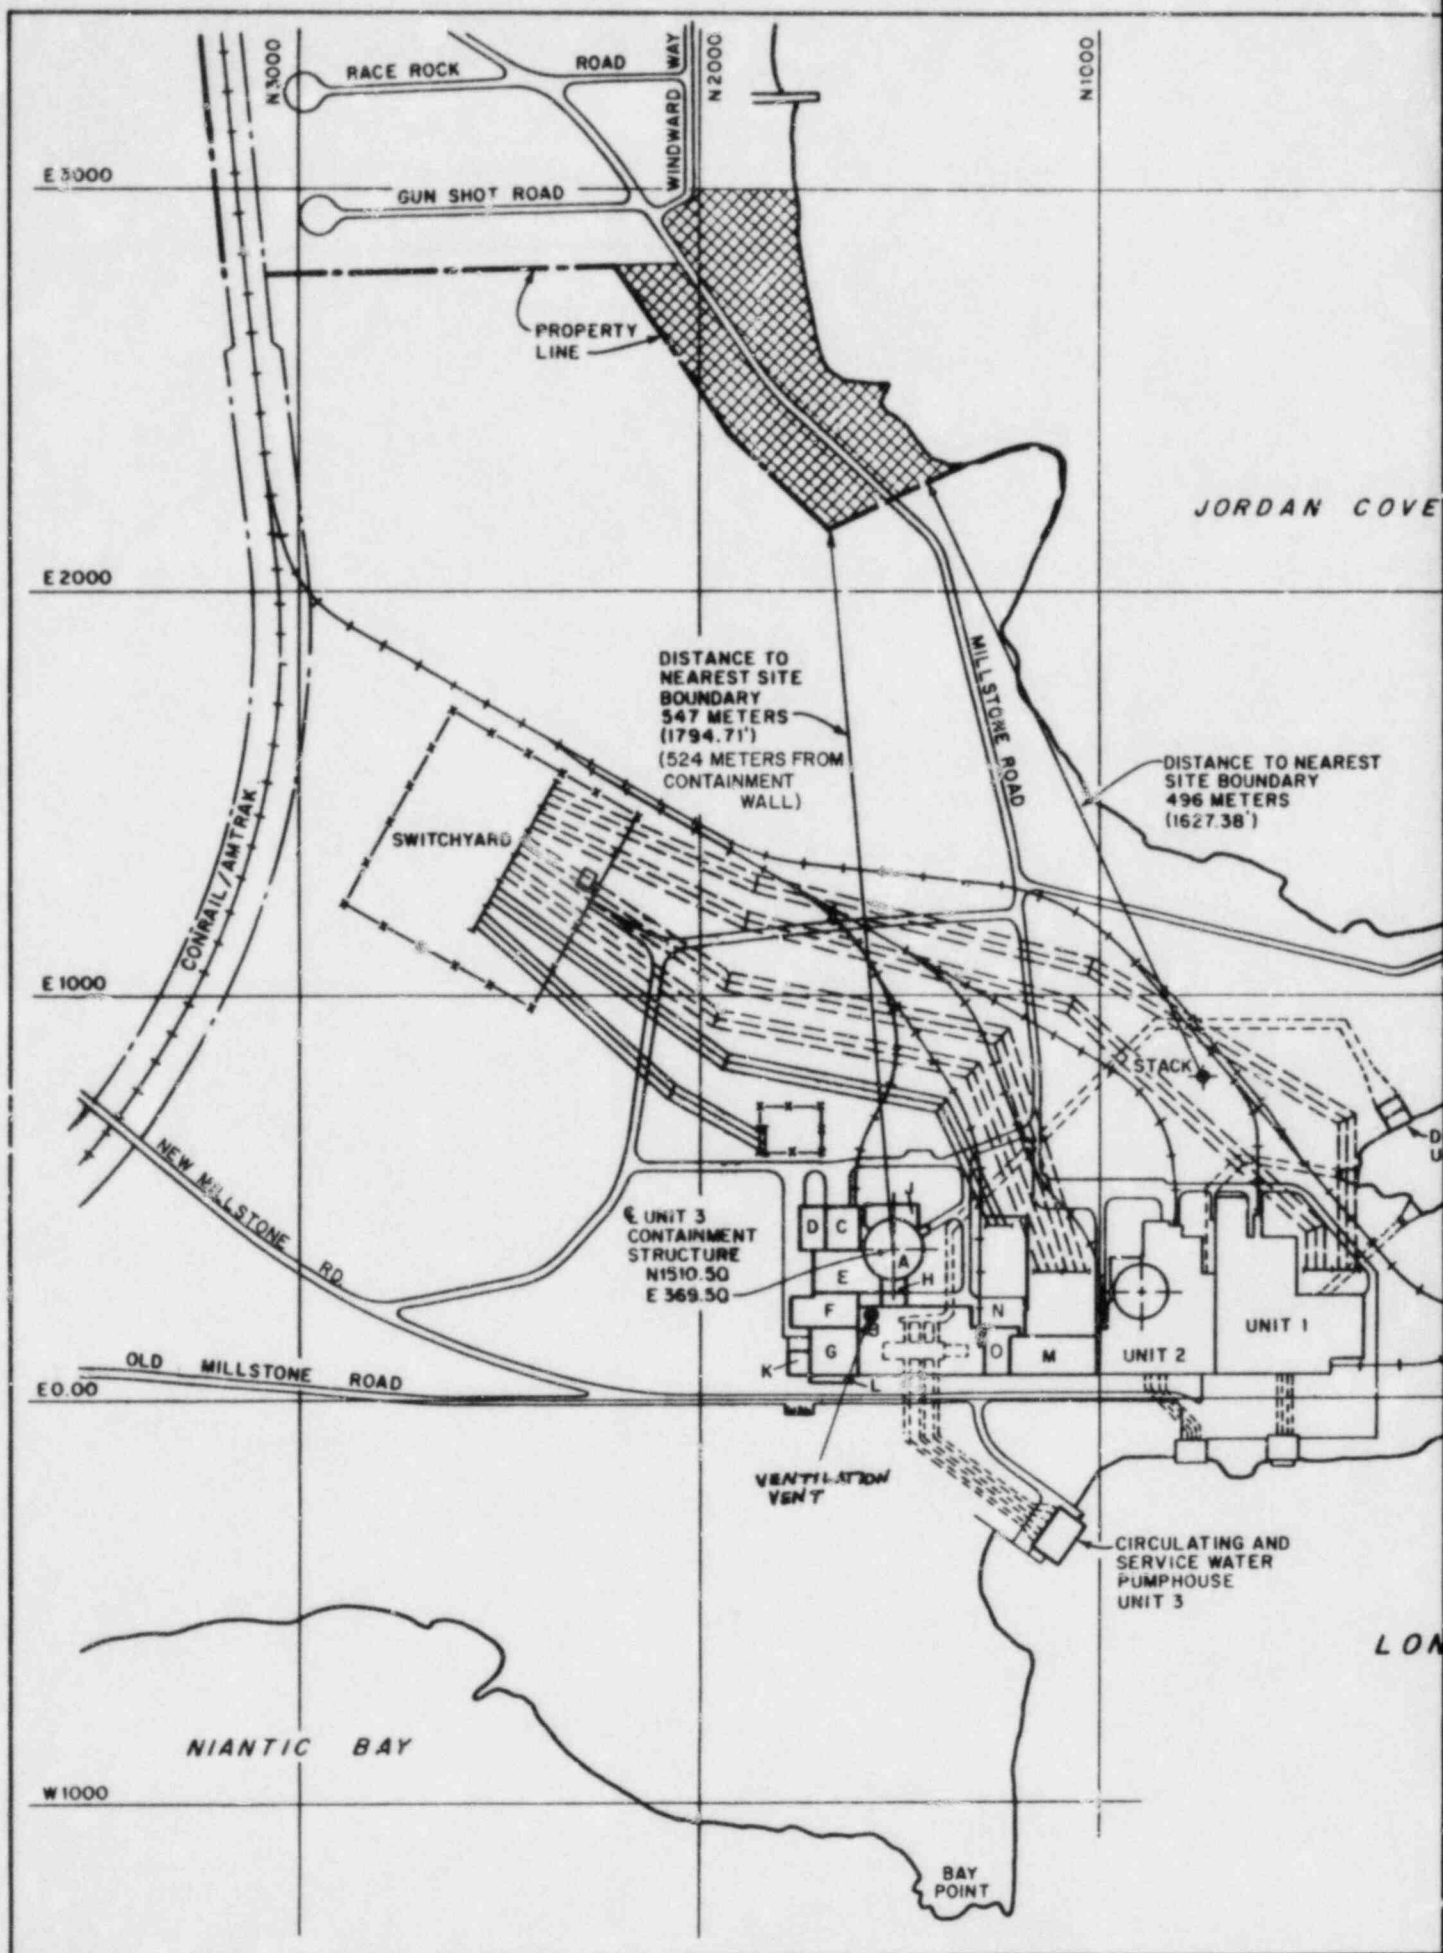 N3000
RACE ROCK
ROAD
WINDWARD WAY
N2000
N1000
E3000
GUN SHOT ROAD
PROPERTY
LINE
JORDAN COVE
E2000
DISTANCE TO
NEAREST SITE
BOUNDARY
547 METERS
(1794.71')
(524 METERS FROM
CONTAINMENT
WALL)
MILLSTONE ROAD
DISTANCE TO NEAREST
SITE BOUNDARY
496 METERS
(1627.38')
SWITCHYARD
CONRAIL/AMTRAK
E1000
STACK
D
U
NEW MILLSTONE RD
℄ UNIT 3
CONTAINMENT
STRUCTURE
N1510.50
E 369.50
D
C
J
A
E
H
F
B
N
G
O
M
K
L
UNIT 2
UNIT 1
OLD MILLSTONE ROAD
E0.00
VENTILATION
VENT
CIRCULATING AND
SERVICE WATER
PUMPHOUSE
UNIT 3
LON
NIANTIC BAY
W1000
BAY
POINT